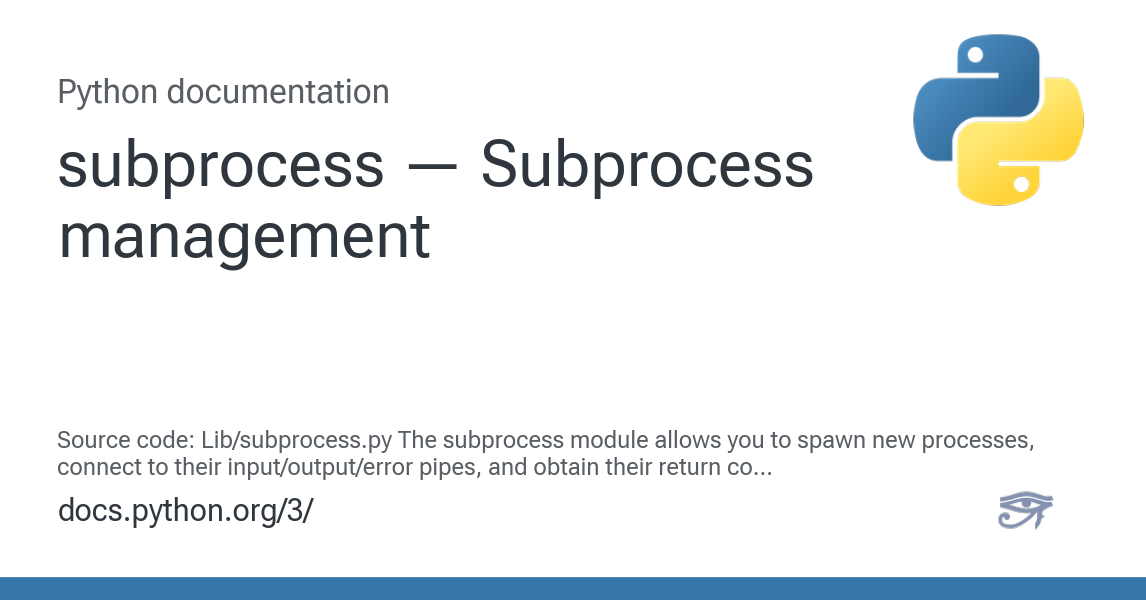 Python documentation
subprocess — Subprocess
management
Source code: Lib/subprocess.py The subprocess module allows you to spawn new processes,
connect to their input/output/error pipes, and obtain their return co...
docs.python.org/3/